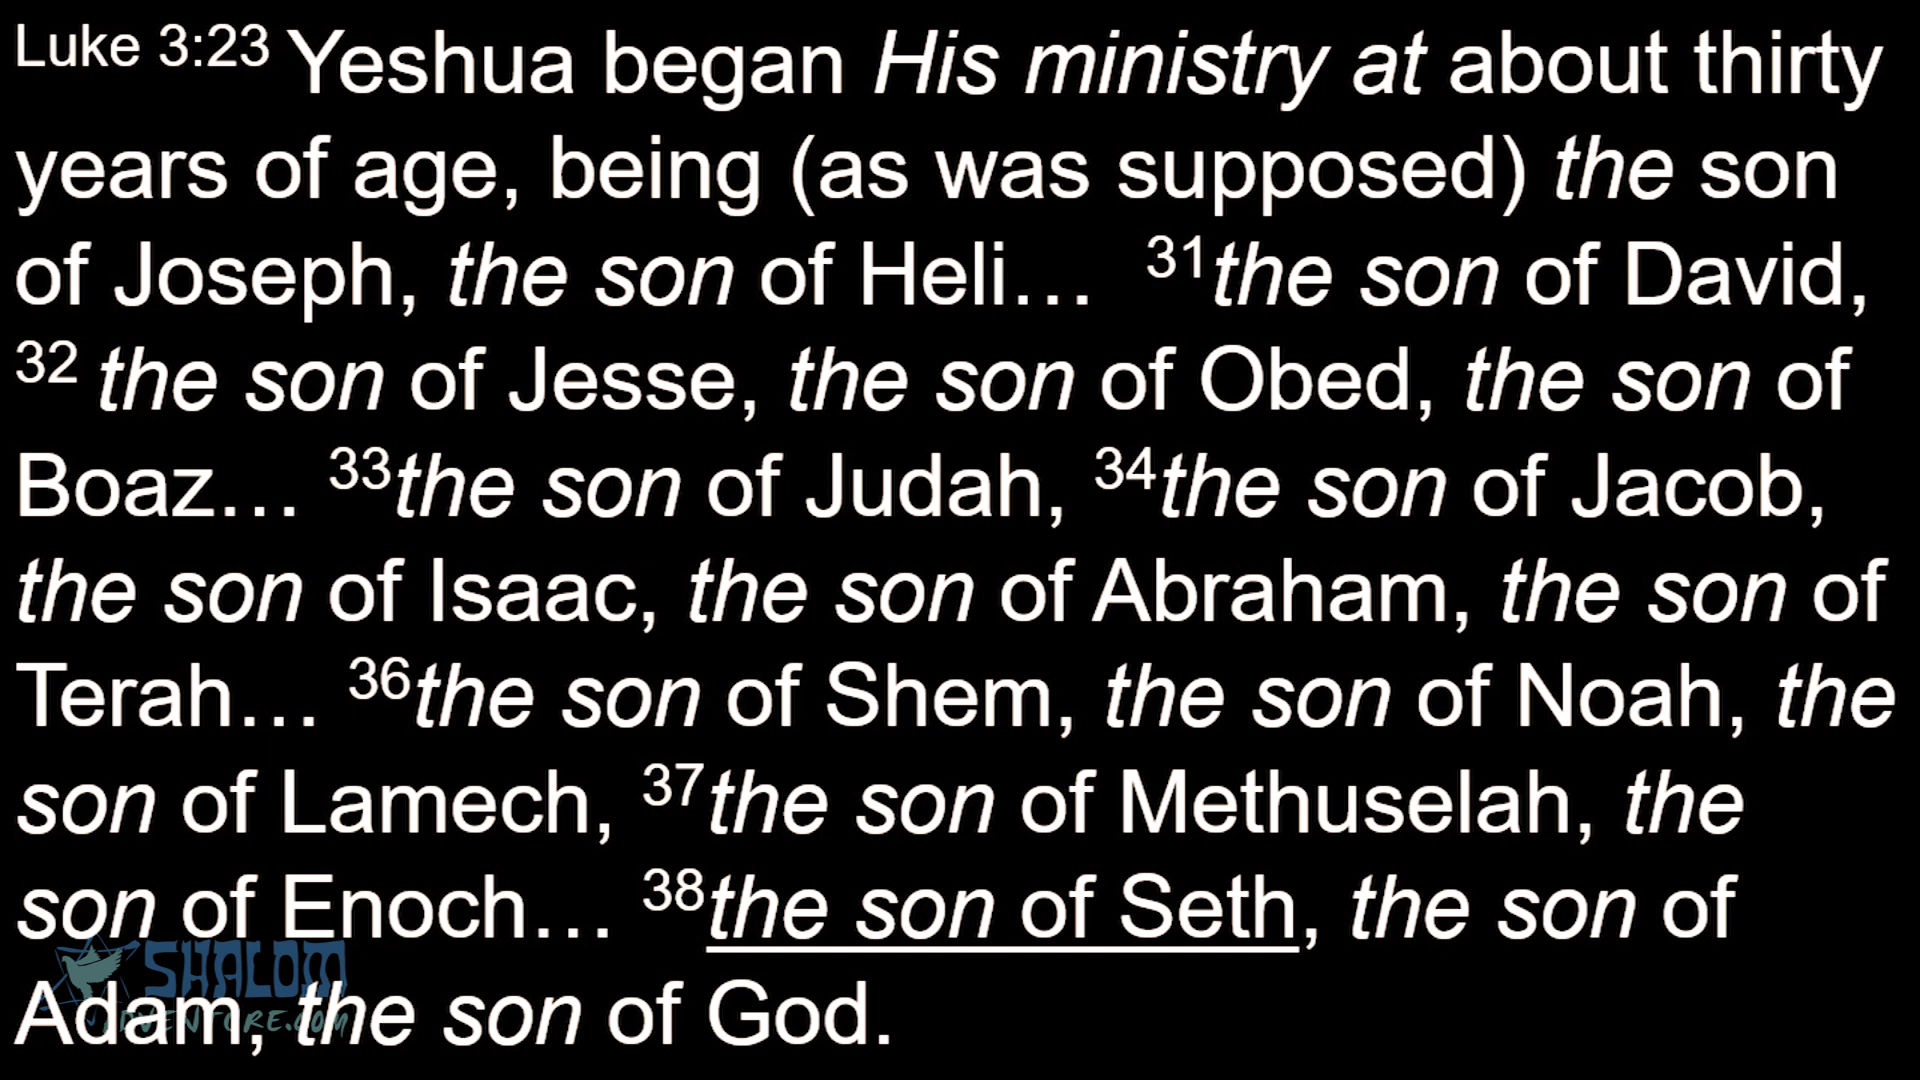 Luke 3:23 Yeshua began His ministry at about thirty
years of age, being (as was supposed) the son
of Joseph, the son of Heli… 31the son of David,
32 the son of Jesse, the son of Obed, the son of
Boaz… 33the son of Judah, 34the son of Jacob,
the son of Isaac, the son of Abraham, the son of
Terah… 36the son of Shem, the son of Noah, the
son of Lamech, 37the son of Methuselah, the
son of Enoch… 38the son of Seth, the son of
Adam, the son of God.
SHALOM
ADVENTURE.COM